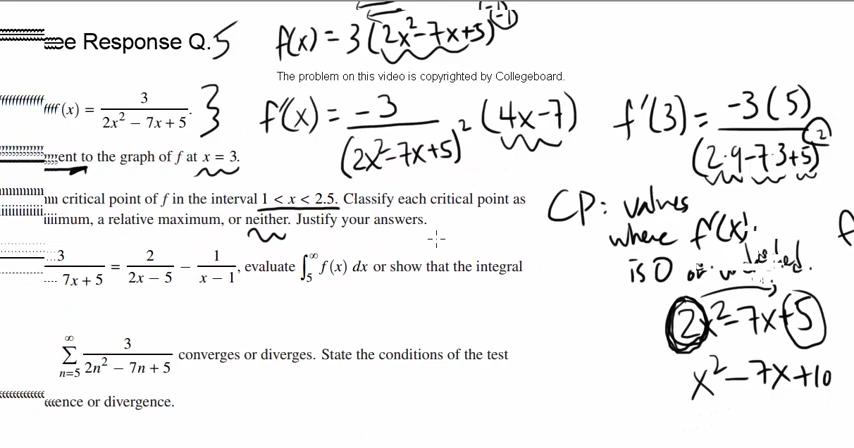 ee Response Q.5
f(x) = 3(2x²-7x+5)^(-1)
The problem on this video is copyrighted by Collegeboard.
f(x) = 3 / (2x² − 7x + 5).
f'(x) = -3 / (2x²-7x+5)² (4x-7)
f'(3) = -3(5) / (2·9-7·3+5)²
to the graph of f at x = 3.
critical point of f in the interval 1 < x < 2.5. Classify each critical point as
a relative maximum, or neither. Justify your answers.
CP: values
where f'(x)
is 0 or
3 / 7x + 5 = 2 / (2x − 5) − 1 / (x − 1), evaluate ∫₅^∞ f(x) dx or show that the integral
2x²-7x+5
x²-7x+10
∞ Σ n=5 3 / (2n² − 7n + 5) converges or diverges. State the conditions of the test
or divergence.